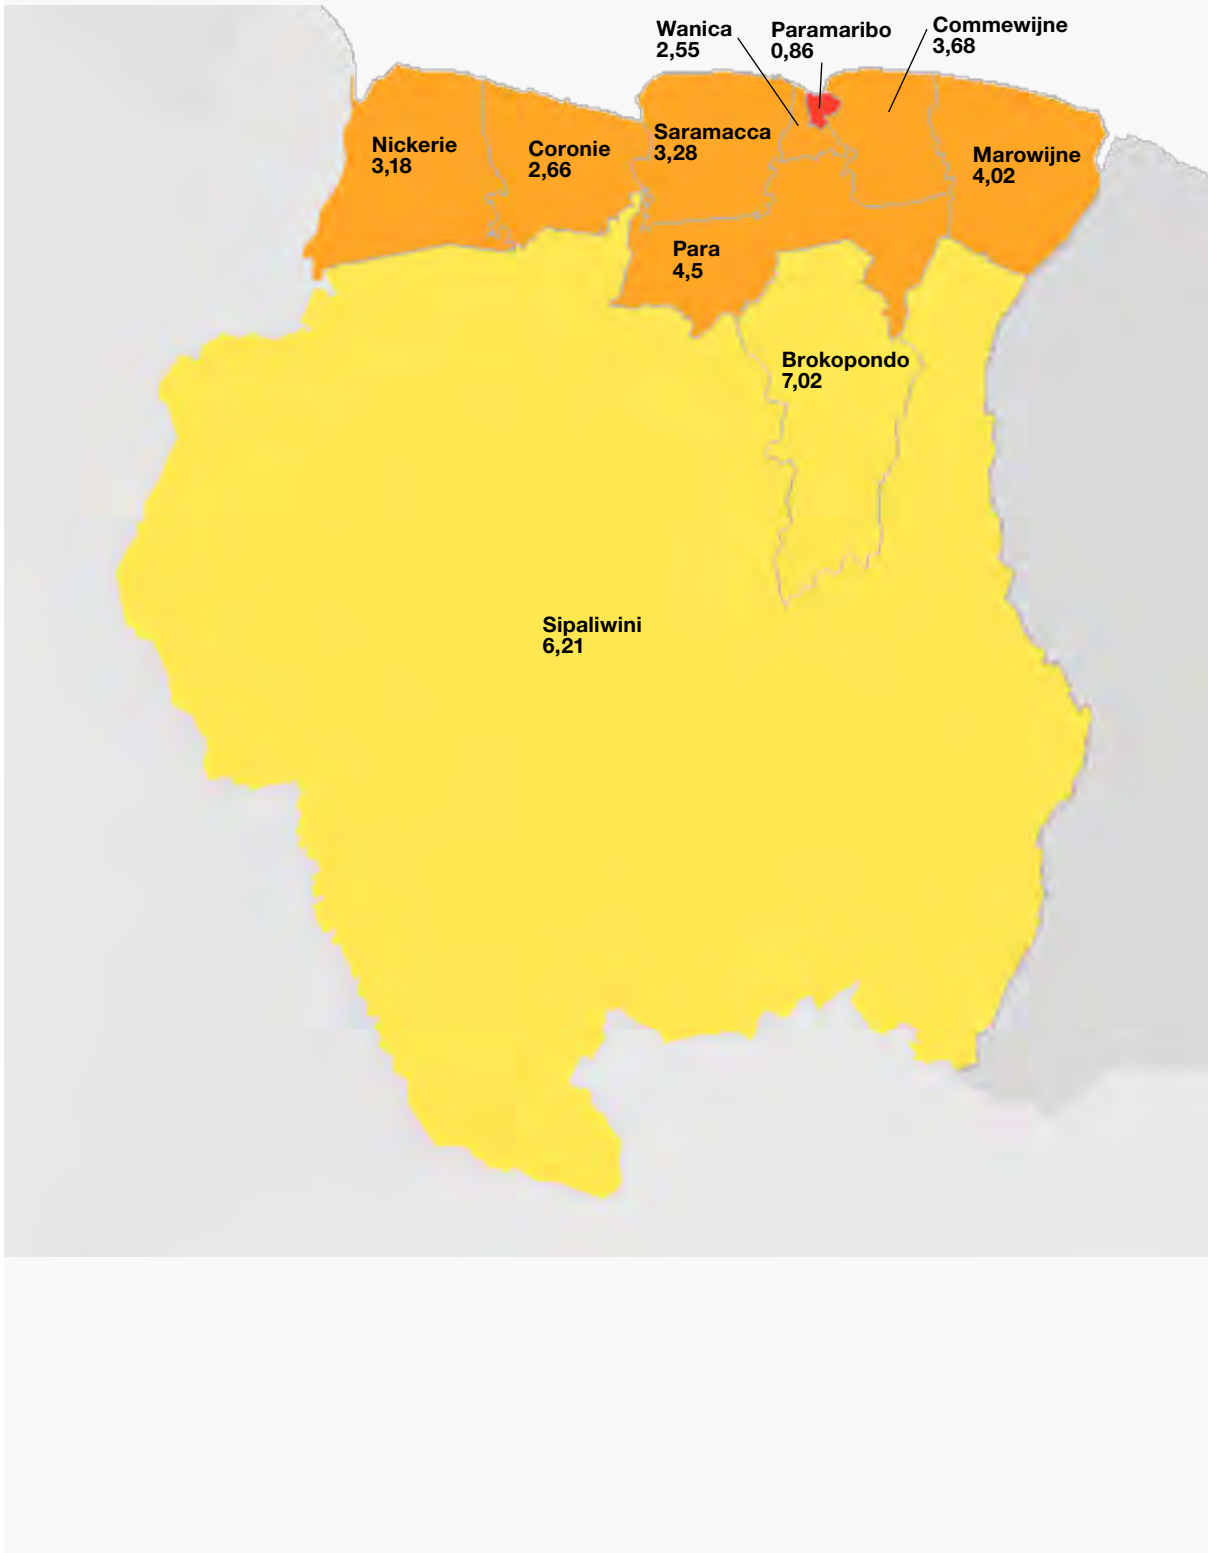 Wanica
2,55
Paramaribo
0,86
Commewijne
3,68
Nickerie
3,18
Coronie
2,66
Saramacca
3,28
Marowijne
4,02
Para
4,5
Brokopondo
7,02
Sipaliwini
6,21